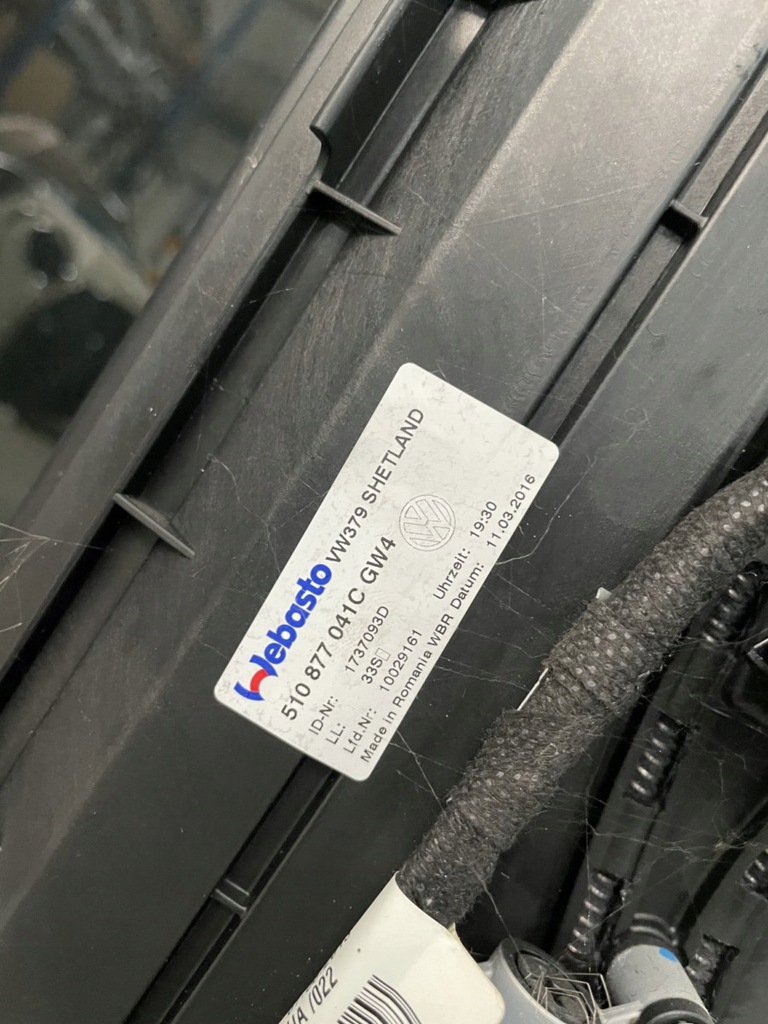 Webasto VW379 SHETLAND
510 877 041C GW4
ID-Nr: 1737093D Uhrzeit: 19:30
LL: 33S
Lfd.Nr: 10029161
Made in Romania WBR Datum: 11.03.2016
/022